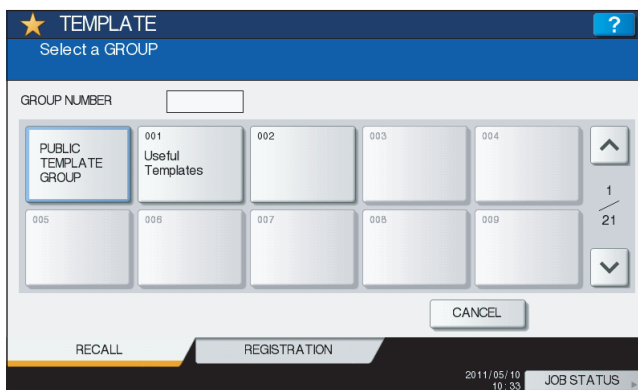 TEMPLATE
?
Select a GROUP
GROUP NUMBER
PUBLIC
TEMPLATE
GROUP
001
Useful
Templates
002
003
004
1
21
005
006
007
008
009
CANCEL
RECALL
REGISTRATION
2011/05/10
10:33
JOB STATUS